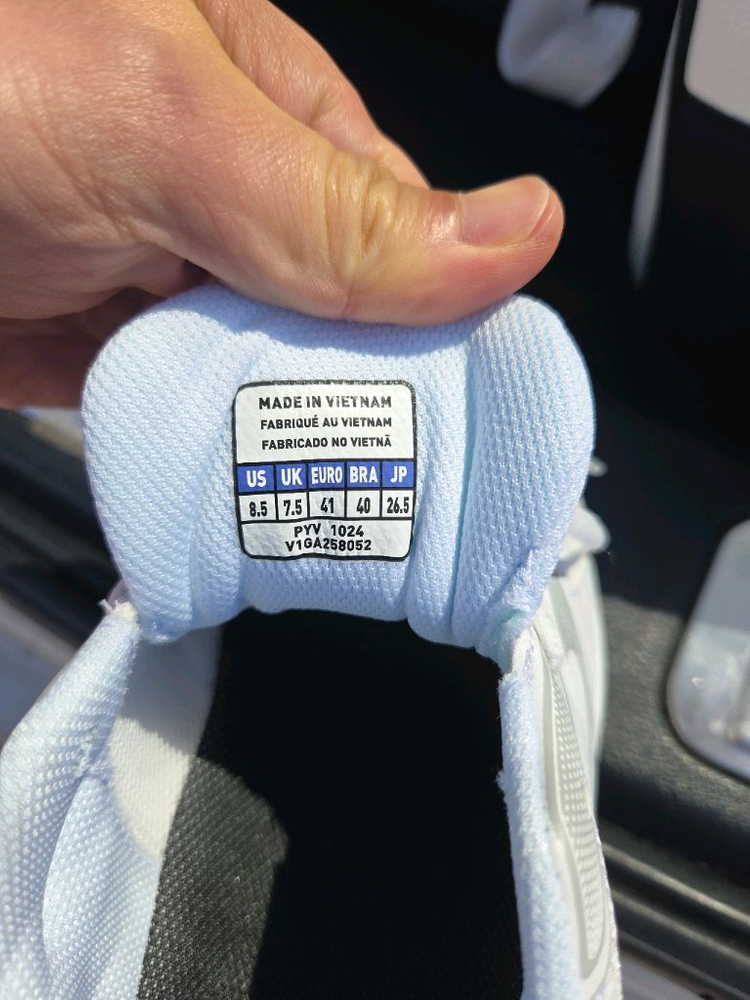 MADE IN VIETNAM
FABRIQUÉ AU VIETNAM
FABRICADO NO VIETNÃ
US UK EURO BRA JP
8.5 7.5 41 40 26.5
PYV 1024
V1GA258052